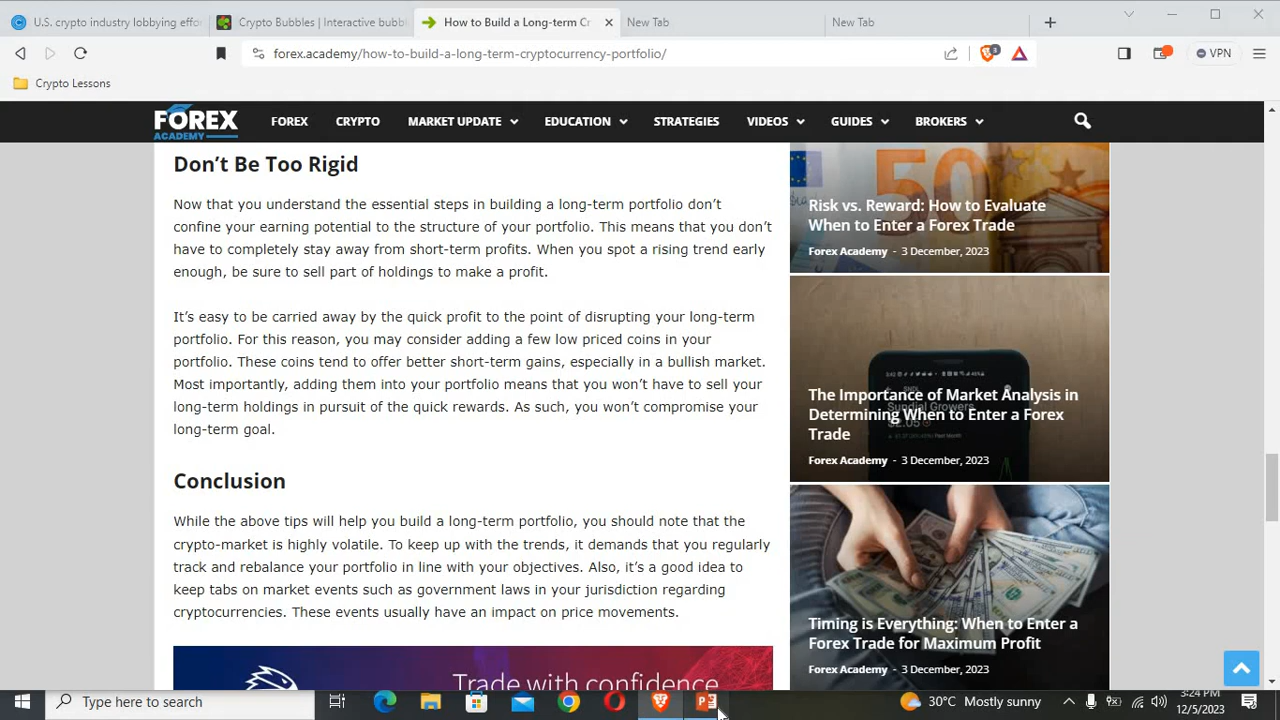 U.S. crypto industry lobbying effor
Crypto Bubbles | Interactive bubbl
How to Build a Long-term Cr
New Tab
New Tab
forex.academy/how-to-build-a-long-term-cryptocurrency-portfolio/
3
VPN
Crypto Lessons
FOREX
ACADEMY
FOREX
CRYPTO
MARKET UPDATE
EDUCATION
STRATEGIES
VIDEOS
GUIDES
BROKERS
Don't Be Too Rigid
Now that you understand the essential steps in building a long-term portfolio don't
confine your earning potential to the structure of your portfolio. This means that you don't
have to completely stay away from short-term profits. When you spot a rising trend early
enough, be sure to sell part of holdings to make a profit.
It's easy to be carried away by the quick profit to the point of disrupting your long-term
portfolio. For this reason, you may consider adding a few low priced coins in your
portfolio. These coins tend to offer better short-term gains, especially in a bullish market.
Most importantly, adding them into your portfolio means that you won't have to sell your
long-term holdings in pursuit of the quick rewards. As such, you won't compromise your
long-term goal.
Conclusion
While the above tips will help you build a long-term portfolio, you should note that the
crypto-market is highly volatile. To keep up with the trends, it demands that you regularly
track and rebalance your portfolio in line with your objectives. Also, it's a good idea to
keep tabs on market events such as government laws in your jurisdiction regarding
cryptocurrencies. These events usually have an impact on price movements.
Trade with confidence
50
Risk vs. Reward: How to Evaluate
When to Enter a Forex Trade
Forex Academy - 3 December, 2023
Sundial Growers
$2.05
The Importance of Market Analysis in
Determining When to Enter a Forex
Trade
Forex Academy - 3 December, 2023
Timing is Everything: When to Enter a
Forex Trade for Maximum Profit
Forex Academy - 3 December, 2023
Type here to search
30°C Mostly sunny
3:24 PM
12/5/2023